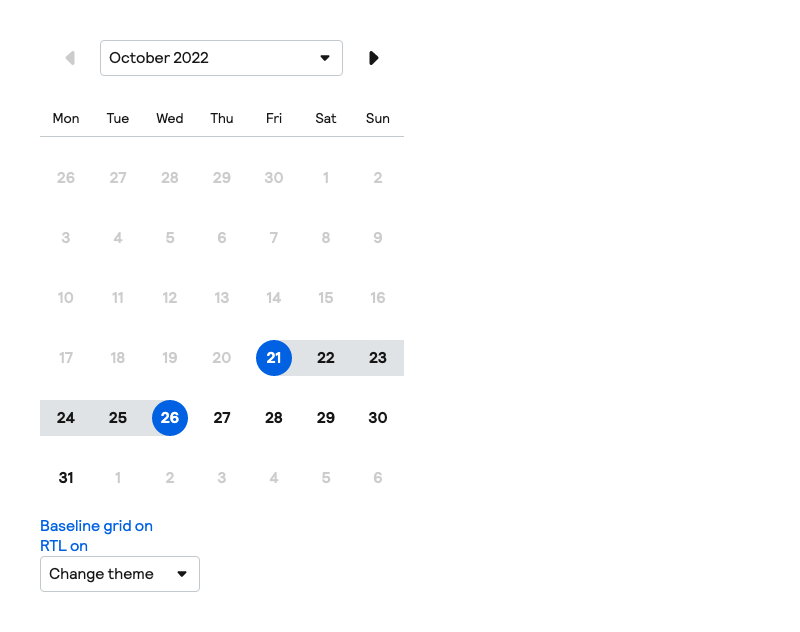 October 2022
Mon Tue Wed Thu Fri Sat Sun
26 27 28 29 30 1 2
3 4 5 6 7 8 9
10 11 12 13 14 15 16
17 18 19 20 21 22 23
24 25 26 27 28 29 30
31 1 2 3 4 5 6
Baseline grid on
RTL on
Change theme